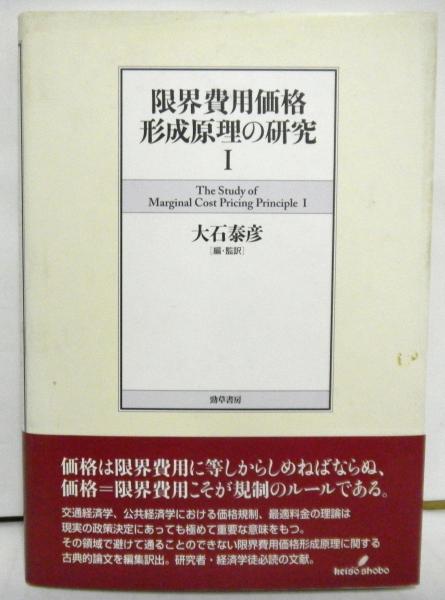 限界費用価格
形成原理の研究
I
The Study of
Marginal Cost Pricing Principle I
大石泰彦
[編・監訳]
勁草書房
価格は限界費用に等しからしめねばならぬ、
価格＝限界費用こそが規制のルールである。
交通経済学、公共経済学における価格規制、最適料金の理論は
現実の政策決定にあっても極めて重要な意味をもつ。
その領域で避けて通ることのできない限界費用価格形成原理に関する
古典的論文を編集訳出。研究者・経済学徒必読の文献。
keiso shobo